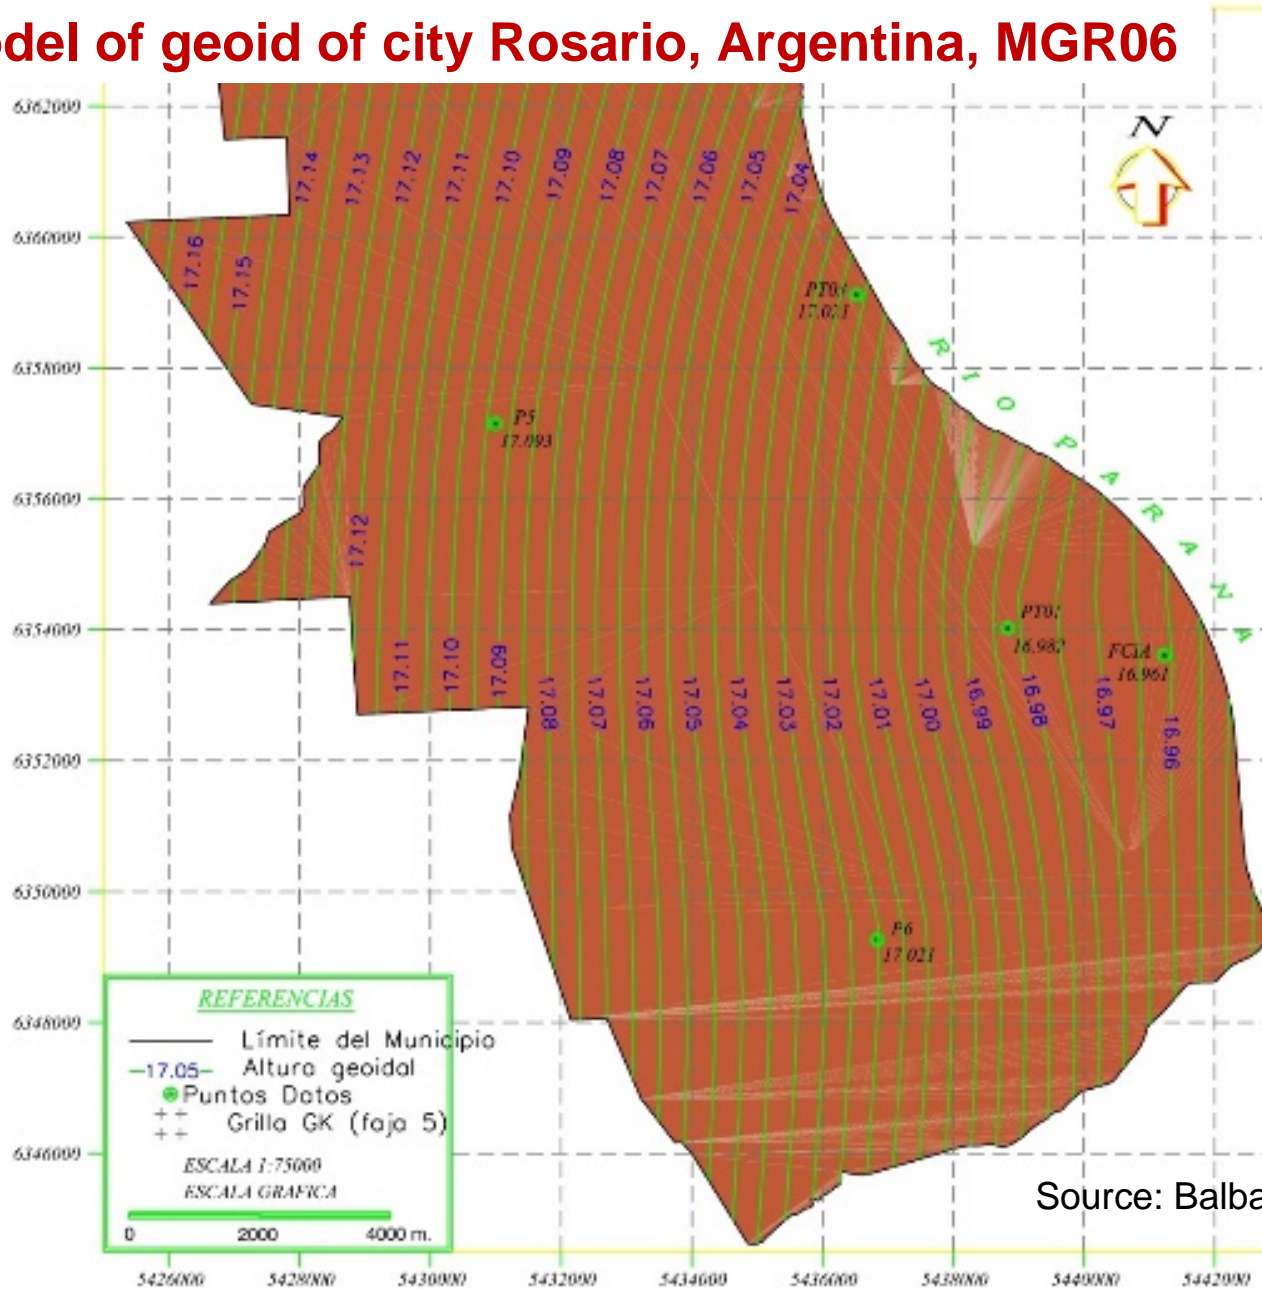 del of geoid of city Rosario, Argentina, MGR06
N
6362000
6360000
6358000
6356000
6354000
6352000
6350000
6348000
6346000
17.14
17.13
17.12
17.11
17.10
17.09
17.08
17.07
17.06
17.05
17.04
17.16
17.15
17.12
RIO PARANA
P5
17.093
PT01
16.982
FCIA
16.961
17.11
17.10
17.09
17.08
17.07
17.06
17.05
17.04
17.03
17.02
17.01
17.00
16.99
16.98
16.97
16.96
P6
17.021
REFERENCIAS
Límite del Municipio
17.05 Altura geoidal
Puntos Datos
Grilla GK (faja 5)
ESCALA 1:75000
ESCALA GRAFICA
0 2000 4000 m.
Source: Balba
5426000 5428000 5430000 5432000 5434000 5436000 5438000 5440000 5442000